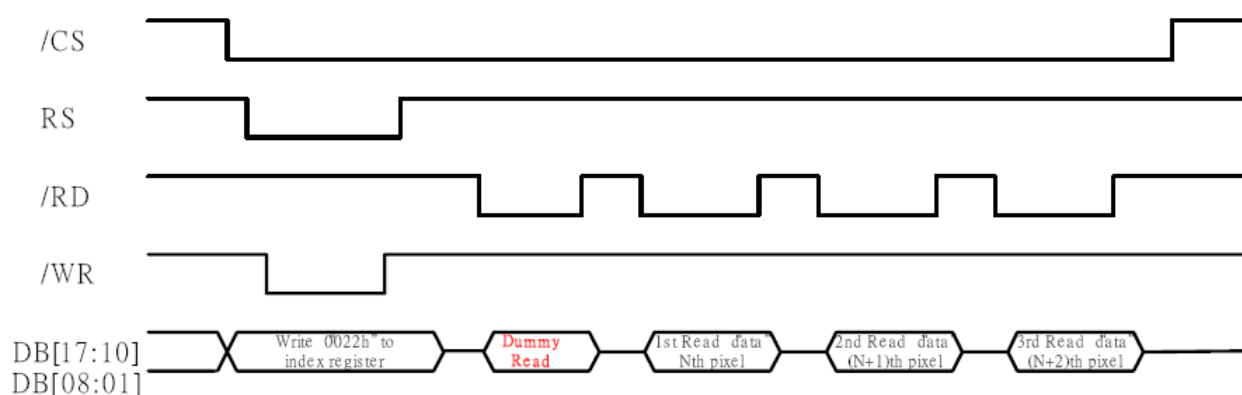 /CS
RS
/RD
/WR
DB[17:10]
DB[08:01]
Write "0022h" to
index register
Dummy
Read
1st Read "data"
Nth pixel
2nd Read "data"
(N+1)th pixel
3rd Read "data"
(N+2)th pixel